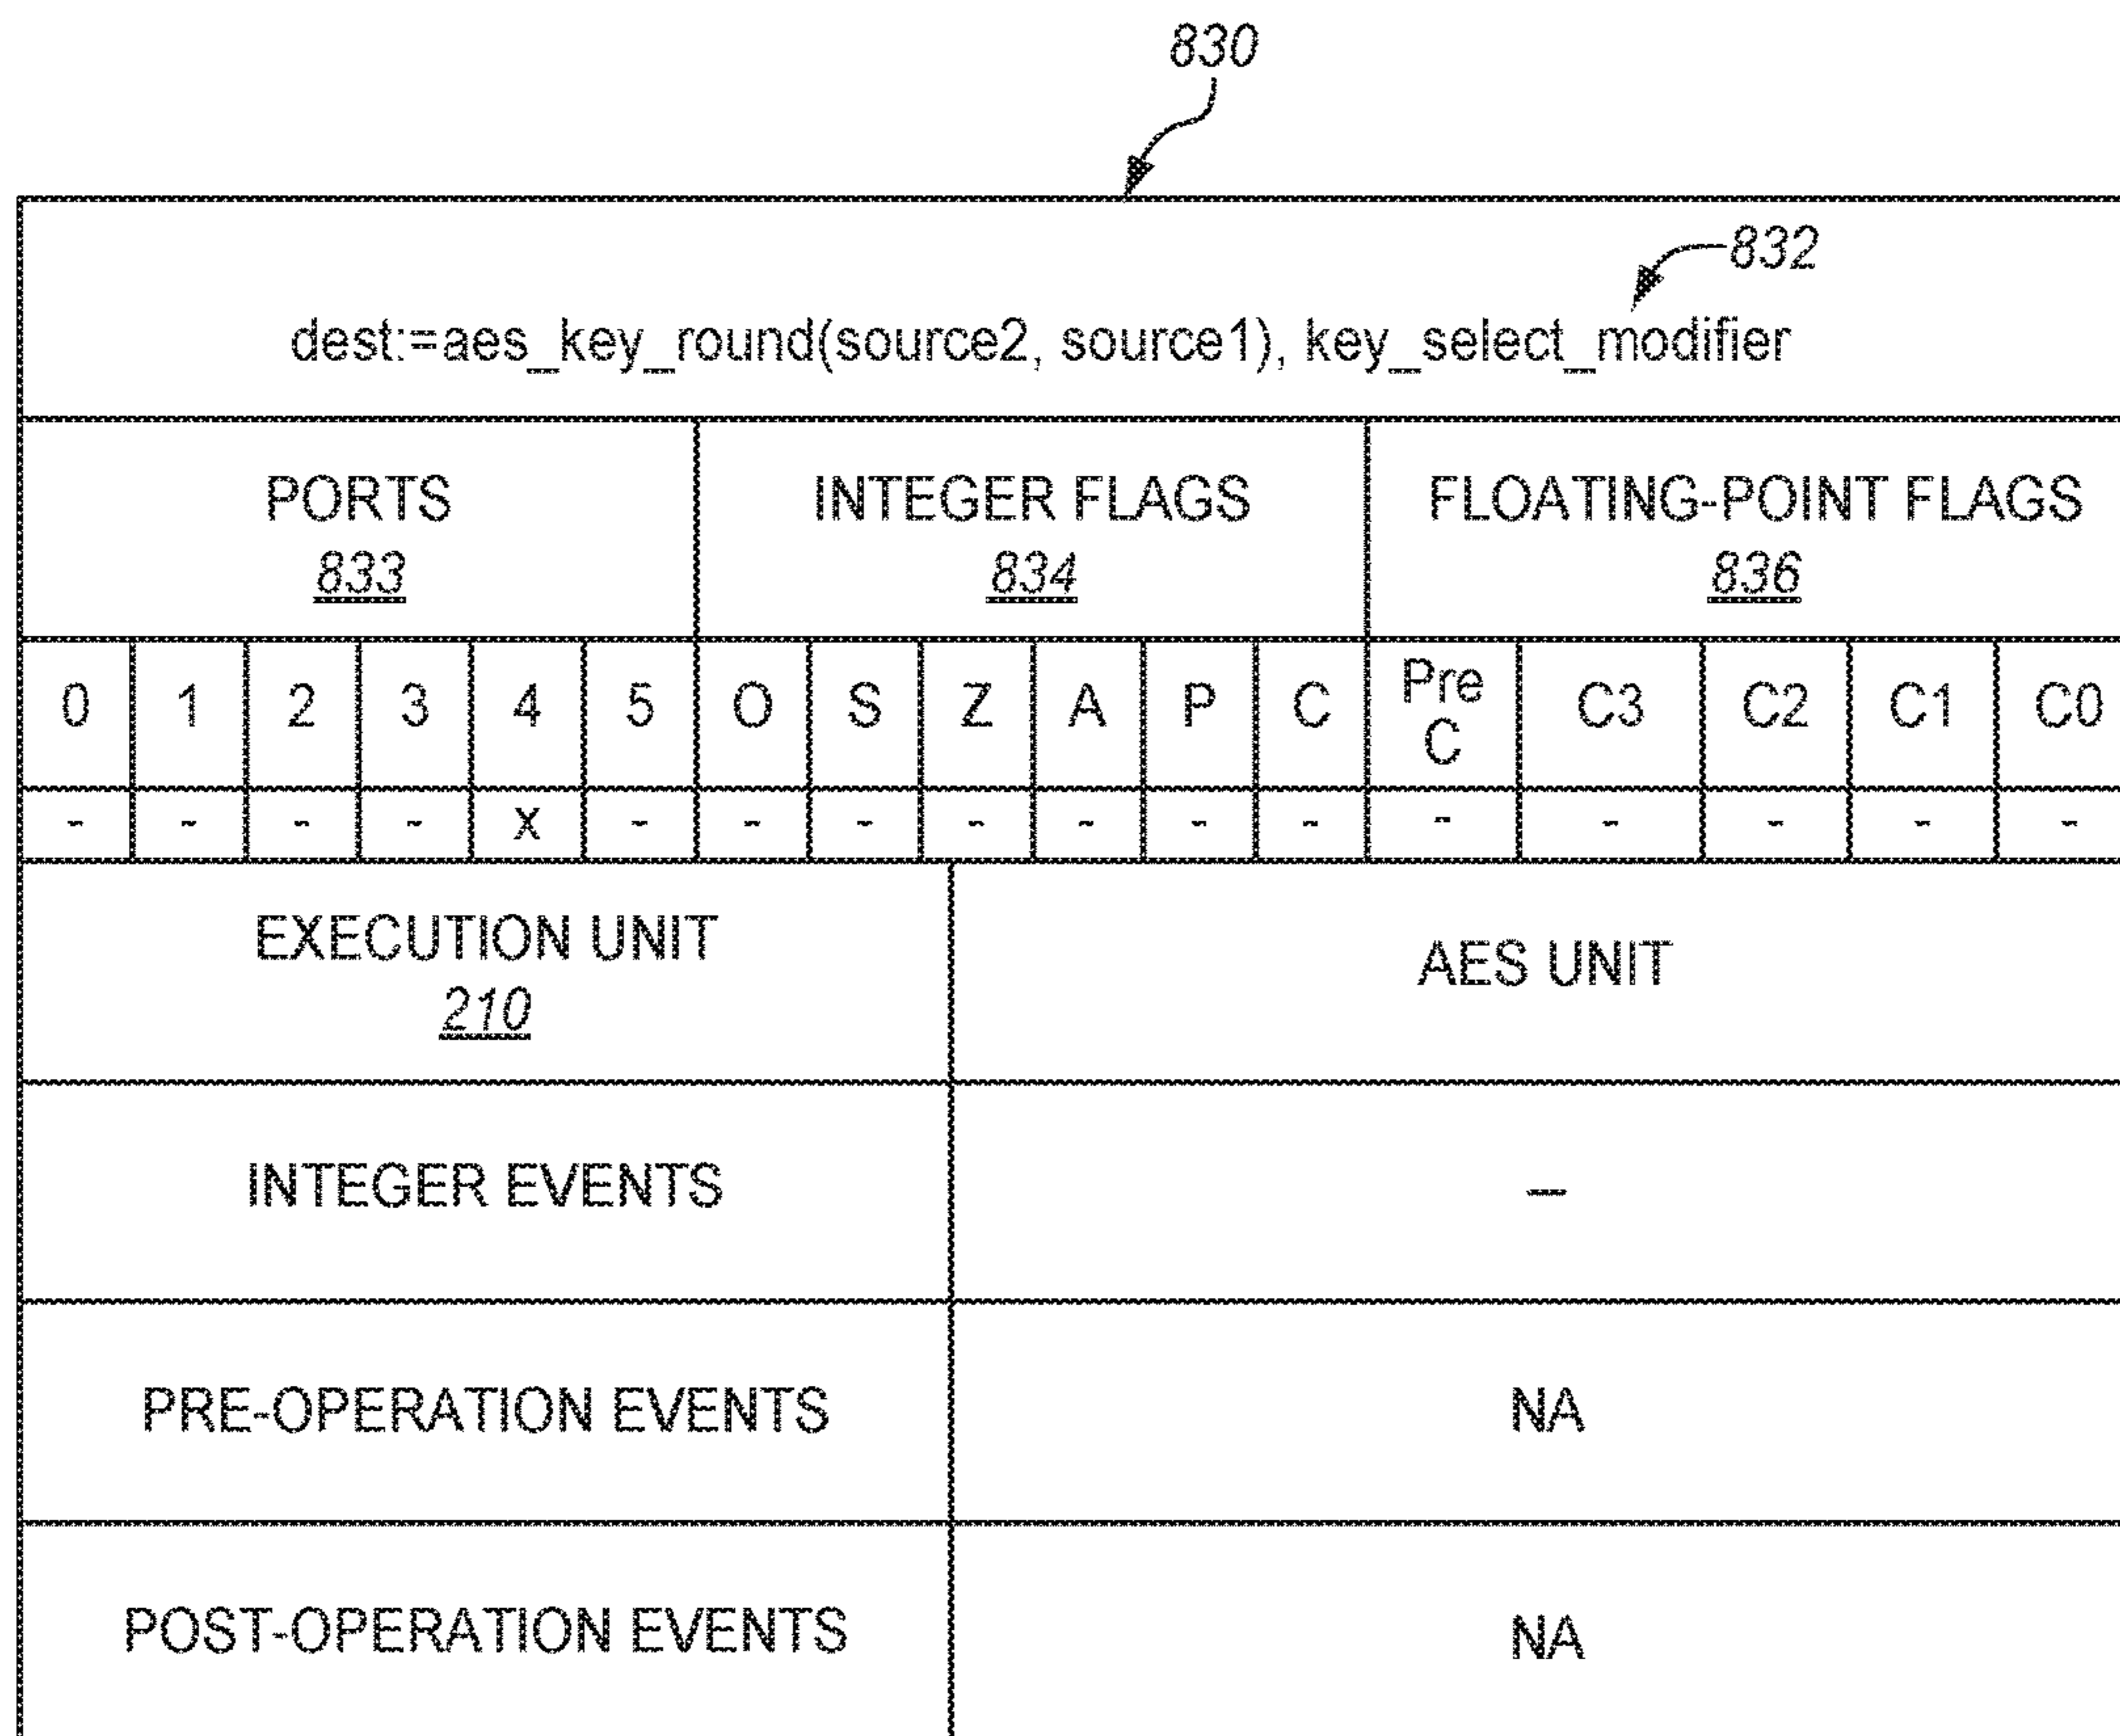 830
832
dest:=aes_key_round(source2, source1), key_select_modifier
PORTS INTEGER FLAGS FLOATING-POINT FLAGS
833 834 836
0 1 2 3 4 5 O S Z A P C Pre C C3 C2 C1 C0
- - - - x - - - - - - - - - - - -
EXECUTION UNIT AES UNIT
210
INTEGER EVENTS –
PRE-OPERATION EVENTS NA
POST-OPERATION EVENTS NA